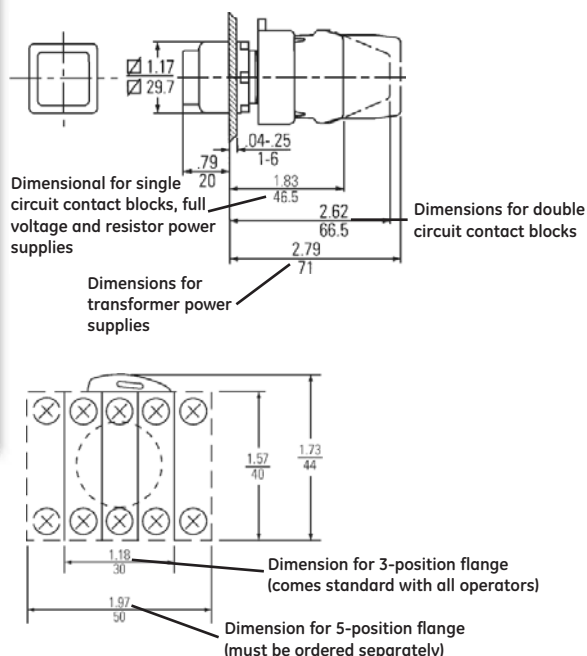 1.17
29.7
.04-.25
1-6
.79
20
Dimensional for single
circuit contact blocks, full
voltage and resistor power
supplies
1.83
46.5
2.62
66.5
Dimensions for double
circuit contact blocks
2.79
71
Dimensions for
transformer power
supplies
1.57
40
1.73
44
1.18
30
Dimension for 3-position flange
(comes standard with all operators)
1.97
50
Dimension for 5-position flange
(must be ordered separately)